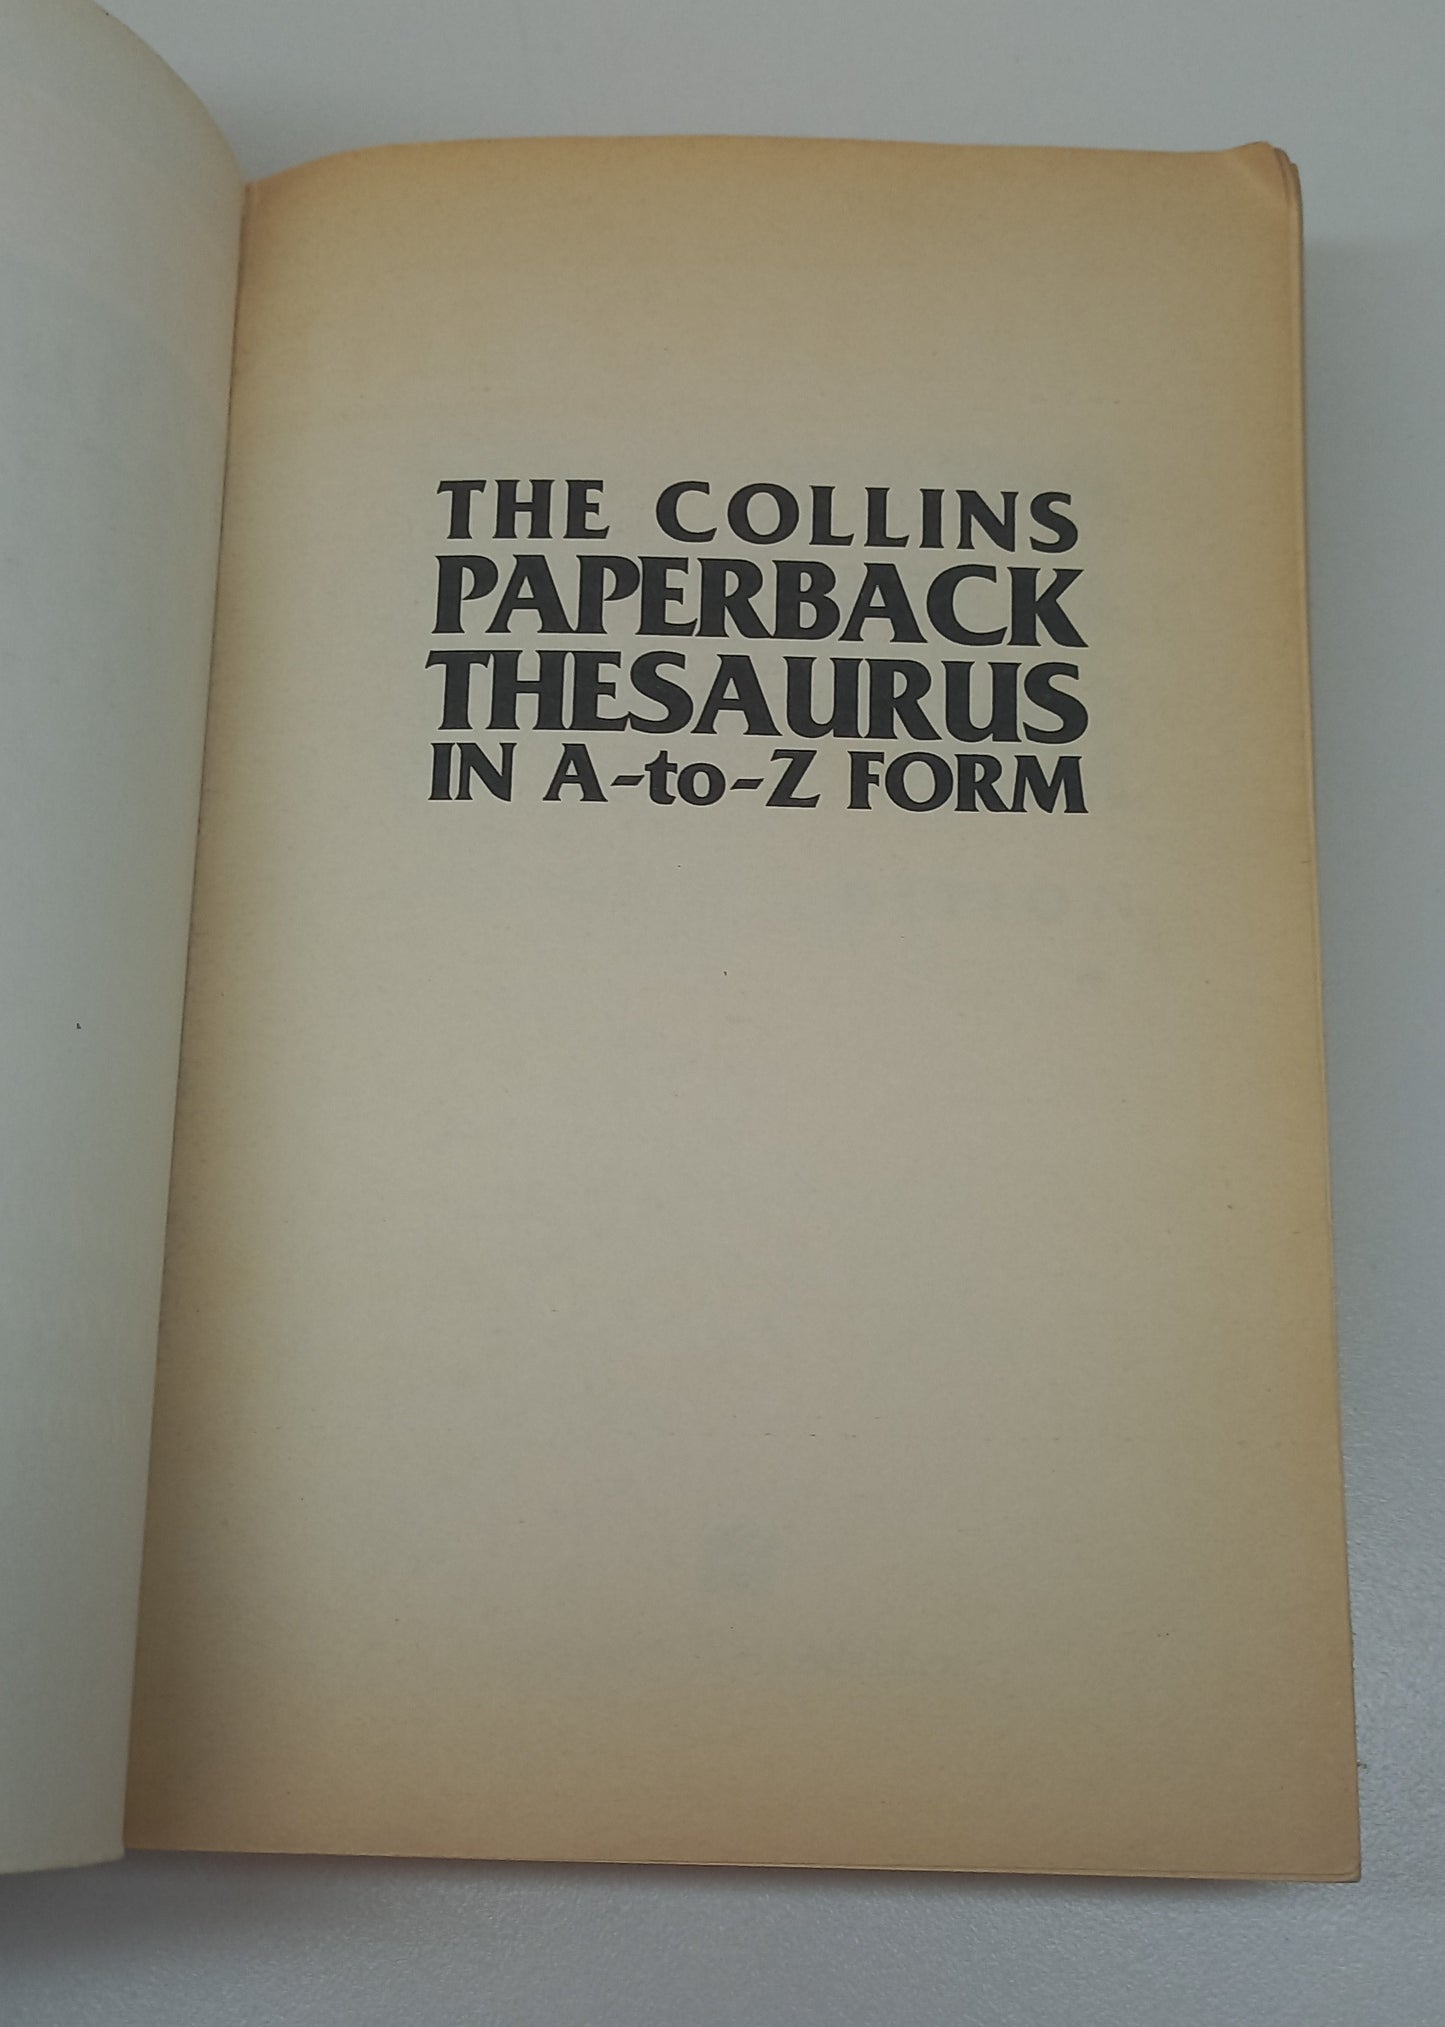 THE COLLINS
PAPERBACK
THESAURUS
IN A-to-Z FORM